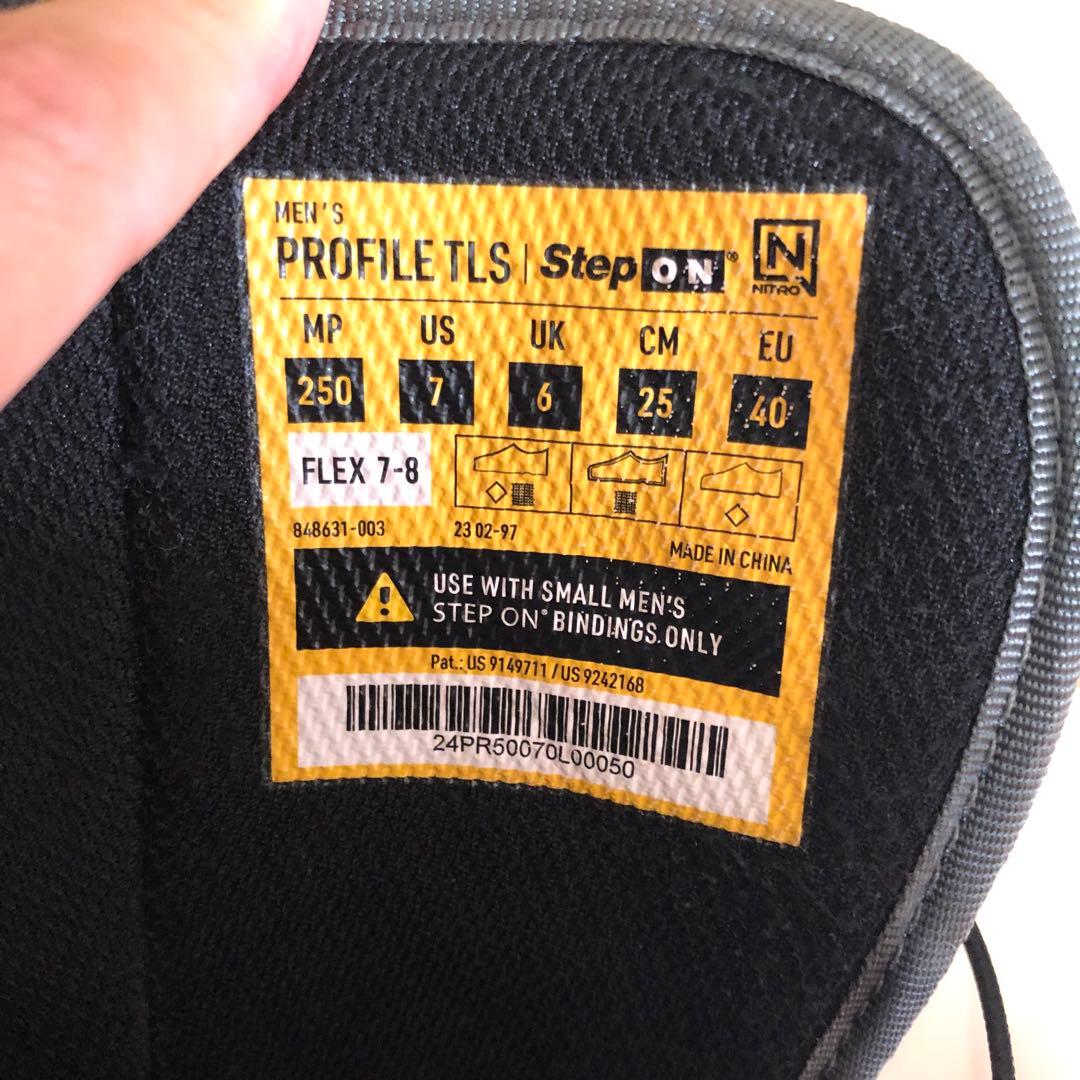 MEN'S
PROFILE TLS | Step ON®
N
NITRO
MP US UK CM EU
250 7 6 25 40
FLEX 7-8
848631-003 23 02-97
MADE IN CHINA
USE WITH SMALL MEN'S
STEP ON® BINDINGS ONLY
Pat.: US 9149711 / US 9242168
24PR50070L00050